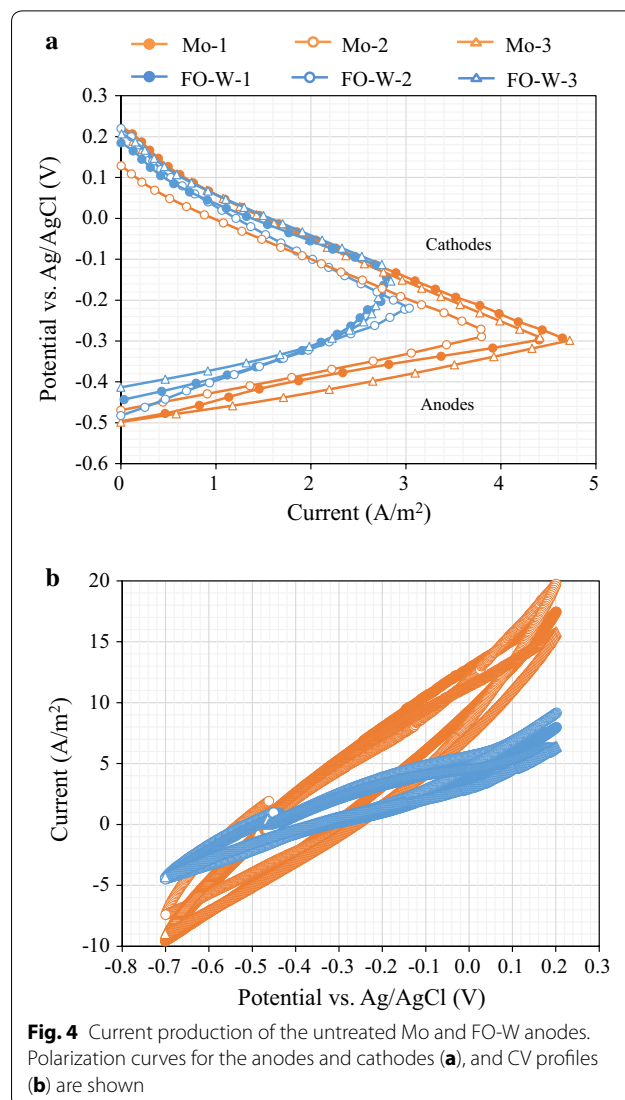 a
Mo-1 Mo-2 Mo-3
FO-W-1 FO-W-2 FO-W-3
0.3
0.2
0.1
0.0
-0.1
-0.2
-0.3
-0.4
-0.5
-0.6
Potential vs. Ag/AgCl (V)
Cathodes
Anodes
0 1 2 3 4 5
Current (A/m²)
b
20
15
10
5
0
-5
-10
Current (A/m²)
-0.8 -0.7 -0.6 -0.5 -0.4 -0.3 -0.2 -0.1 0.0 0.1 0.2 0.3
Potential vs. Ag/AgCl (V)
Fig. 4 Current production of the untreated Mo and FO-W anodes.
Polarization curves for the anodes and cathodes (a), and CV profiles
(b) are shown